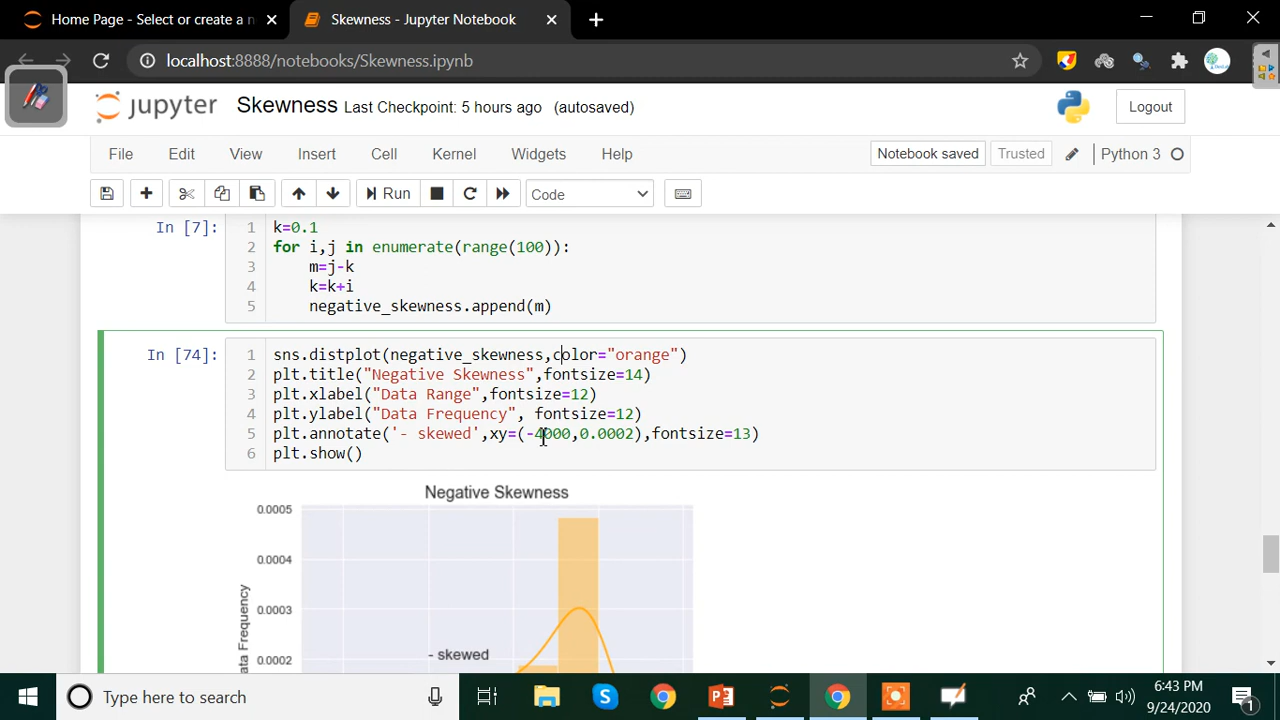 Home Page - Select or create a n
Skewness - Jupyter Notebook
localhost:8888/notebooks/Skewness.ipynb
jupyter Skewness Last Checkpoint: 5 hours ago (autosaved) Logout
File Edit View Insert Cell Kernel Widgets Help Notebook saved Trusted Python 3
Run Code
In [7]: 1 k=0.1
2 for i,j in enumerate(range(100)):
3 m=j-k
4 k=k+i
5 negative_skewness.append(m)
In [74]: 1 sns.distplot(negative_skewness,color="orange")
2 plt.title("Negative Skewness",fontsize=14)
3 plt.xlabel("Data Range",fontsize=12)
4 plt.ylabel("Data Frequency", fontsize=12)
5 plt.annotate('- skewed',xy=(-4000,0.0002),fontsize=13)
6 plt.show()
Negative Skewness
0.0005
0.0004
0.0003
0.0002
Data Frequency
- skewed
Type here to search
6:43 PM
9/24/2020
1